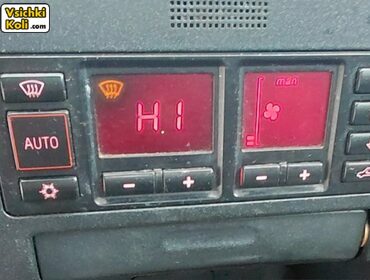 Vsichki
Koli.com
HI
man
AUTO
- +
- +